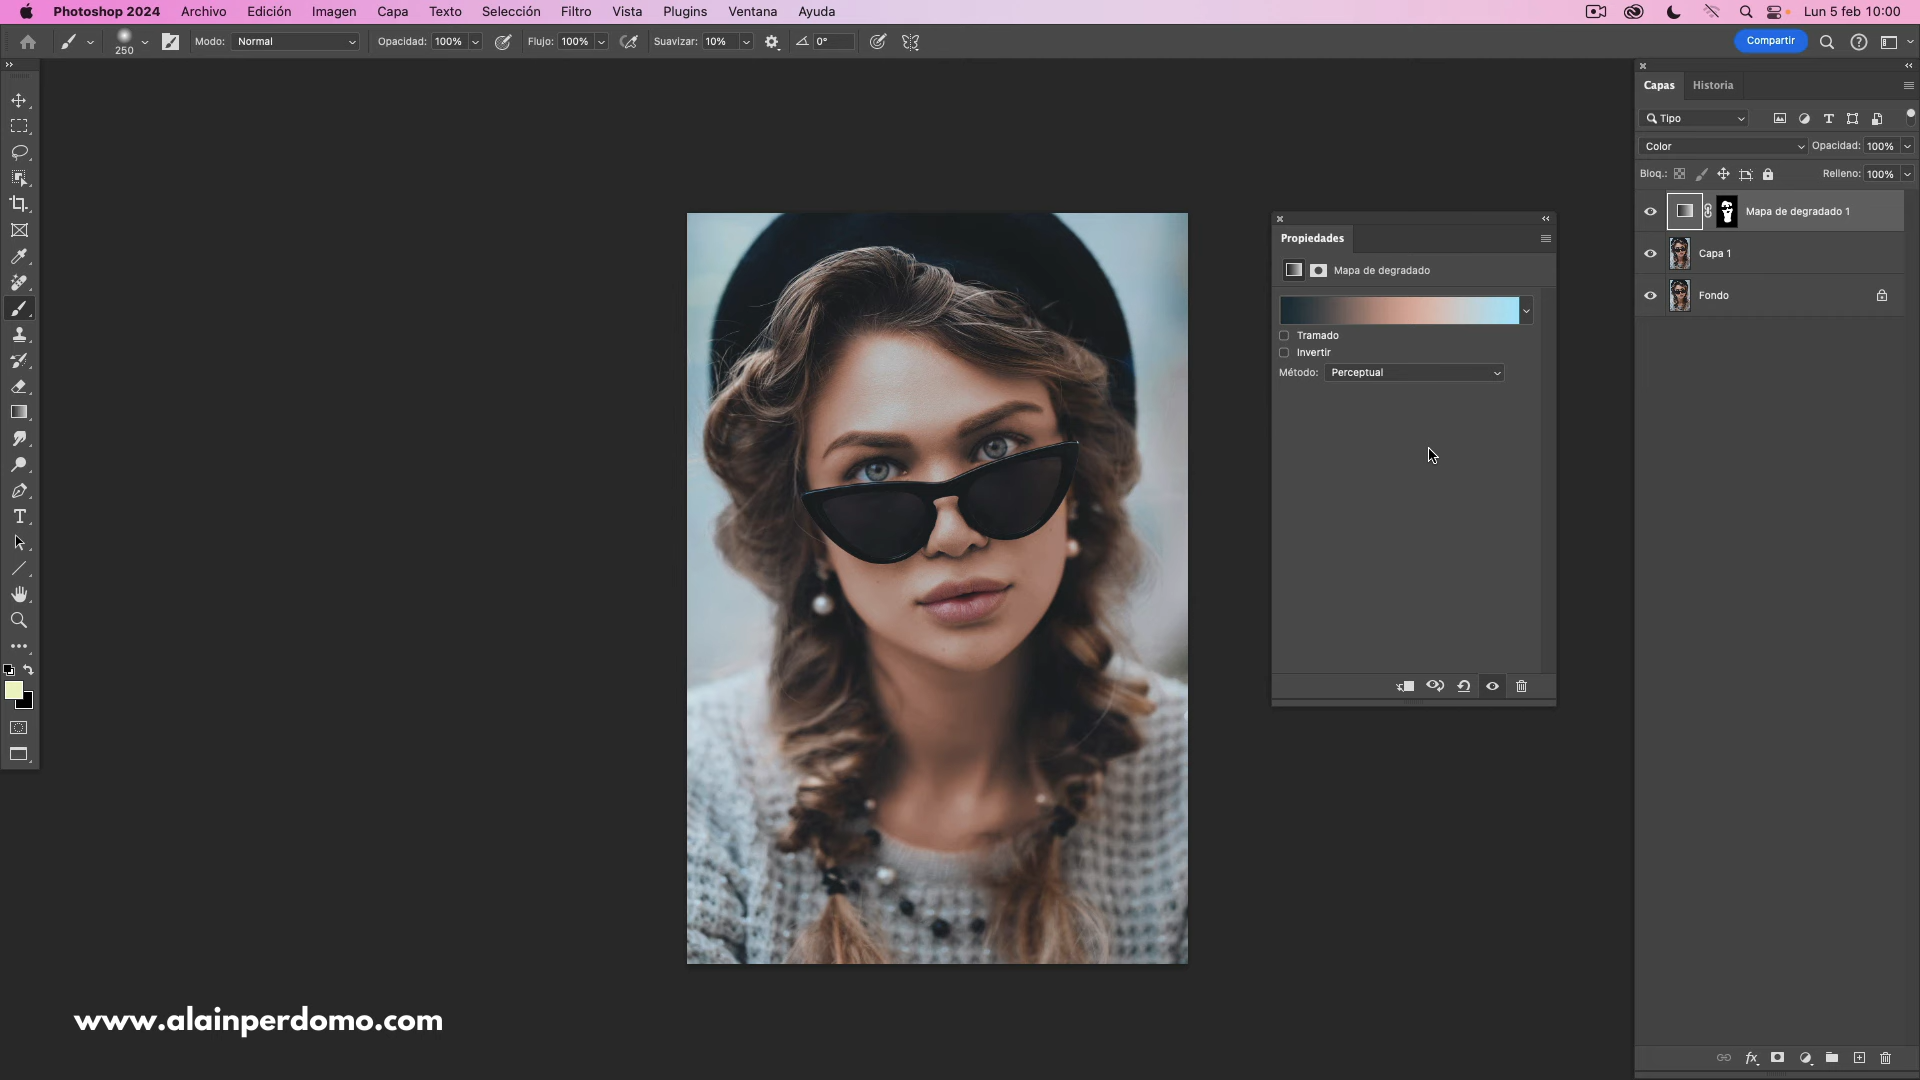 Photoshop 2024 Archivo Edición Imagen Capa Texto Selección Filtro Vista Plugins Ventana Ayuda Lun 5 feb 10:00
250 Modo: Normal Opacidad: 100% Flujo: 100% Suavizar: 10% 0° Compartir
Capas Historia
Tipo
Color Opacidad: 100%
Bloq.: Relleno: 100%
Mapa de degradado 1
Capa 1
Fondo
Propiedades
Mapa de degradado
Tramado
Invertir
Método: Perceptual
www.alainperdomo.com